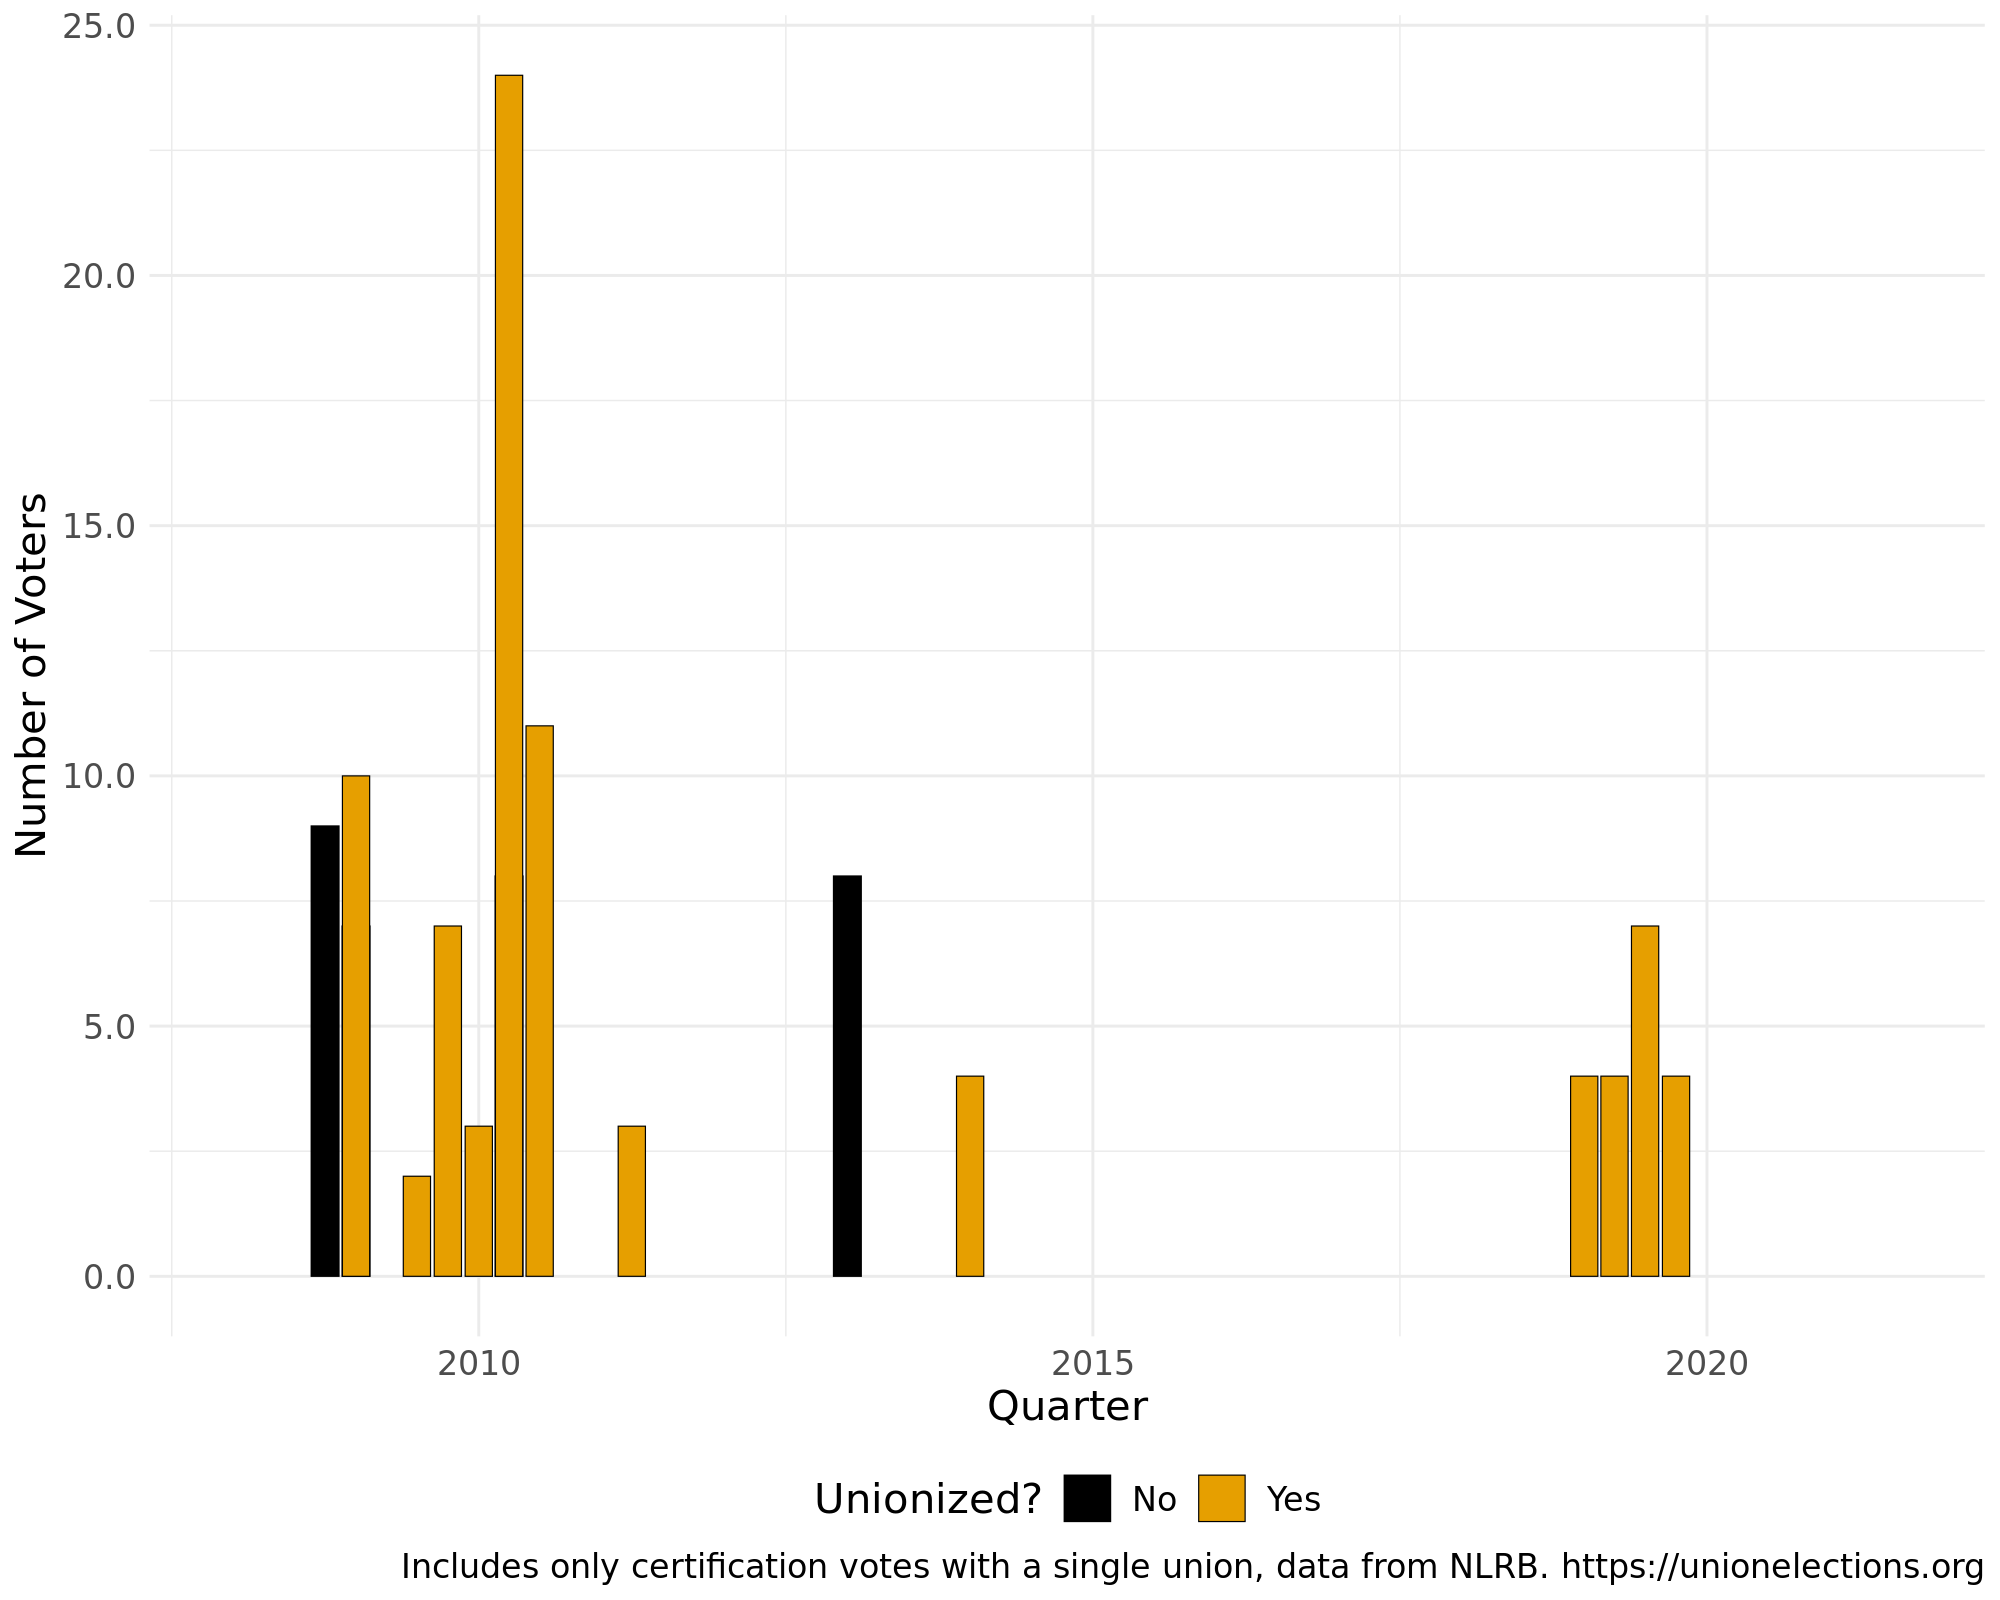 25.0
20.0
15.0
10.0
5.0
0.0
Number of Voters
2010 2015 2020
Quarter
Unionized? No Yes
Includes only certification votes with a single union, data from NLRB. https://unionelections.org